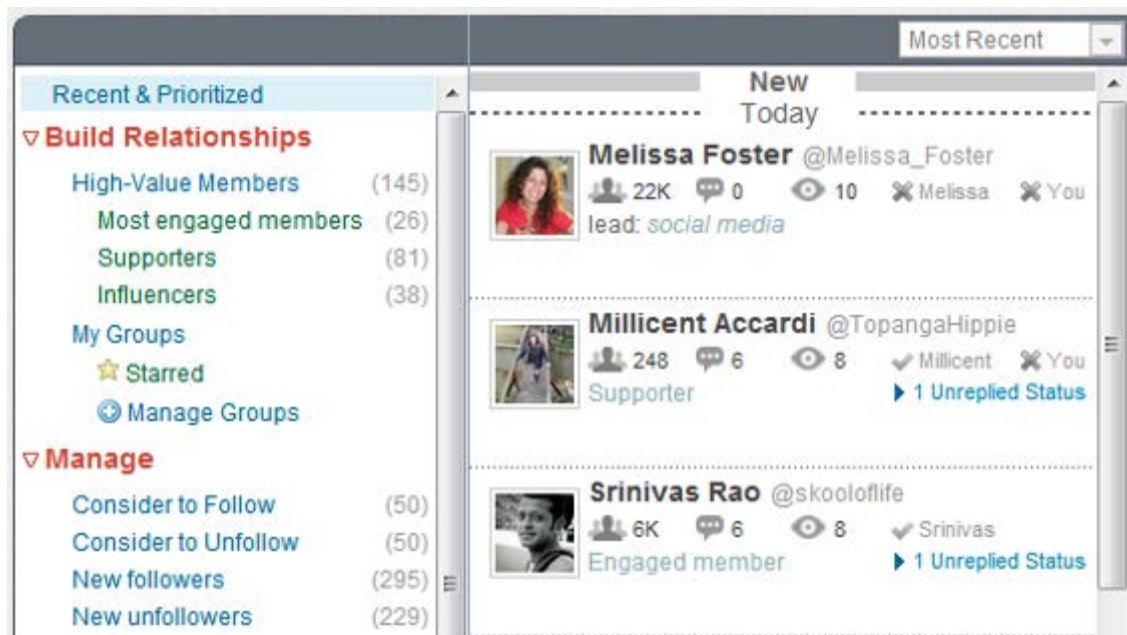 Most Recent
Recent & Prioritized
Build Relationships
High-Value Members (145)
Most engaged members (26)
Supporters (81)
Influencers (38)
My Groups
Starred
Manage Groups
Manage
Consider to Follow (50)
Consider to Unfollow (50)
New followers (295)
New unfollowers (229)
New
Today
Melissa Foster @Melissa_Foster
22K 0 10 Melissa You
lead: social media
Millicent Accardi @TopangaHippie
248 6 8 Millicent You
Supporter 1 Unreplied Status
Srinivas Rao @skooloflife
6K 6 8 Srinivas
Engaged member 1 Unreplied Status